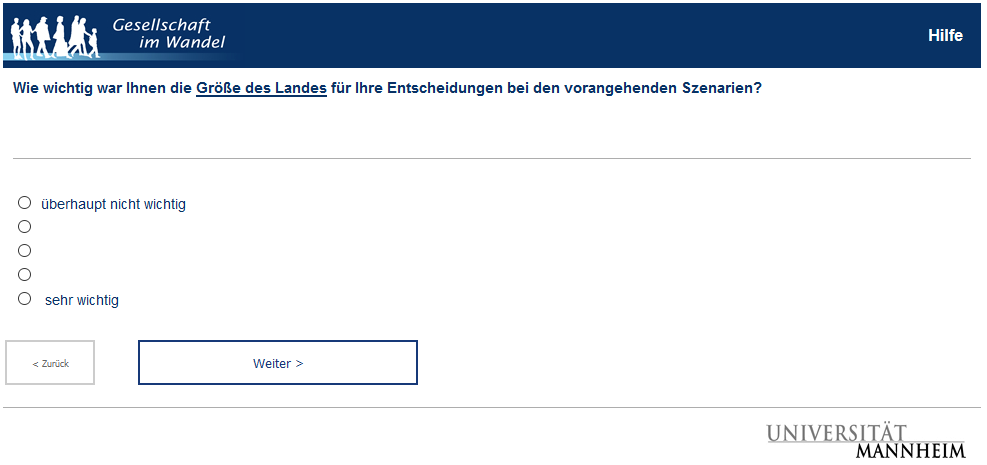 Gesellschaft
im Wandel
Hilfe
Wie wichtig war Ihnen die Größe des Landes für Ihre Entscheidungen bei den vorangehenden Szenarien?
überhaupt nicht wichtig
sehr wichtig
< Zurück
Weiter >
UNIVERSITÄT
MANNHEIM